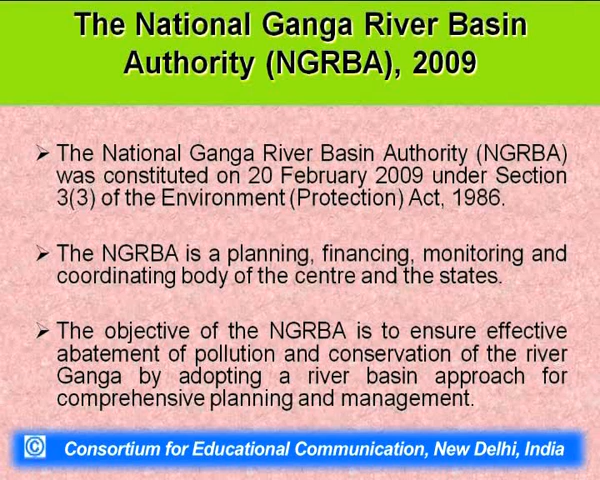 The National Ganga River Basin
Authority (NGRBA), 2009
➢ The National Ganga River Basin Authority (NGRBA)
was constituted on 20 February 2009 under Section
3(3) of the Environment (Protection) Act, 1986.
➢ The NGRBA is a planning, financing, monitoring and
coordinating body of the centre and the states.
➢ The objective of the NGRBA is to ensure effective
abatement of pollution and conservation of the river
Ganga by adopting a river basin approach for
comprehensive planning and management.
© Consortium for Educational Communication, New Delhi, India